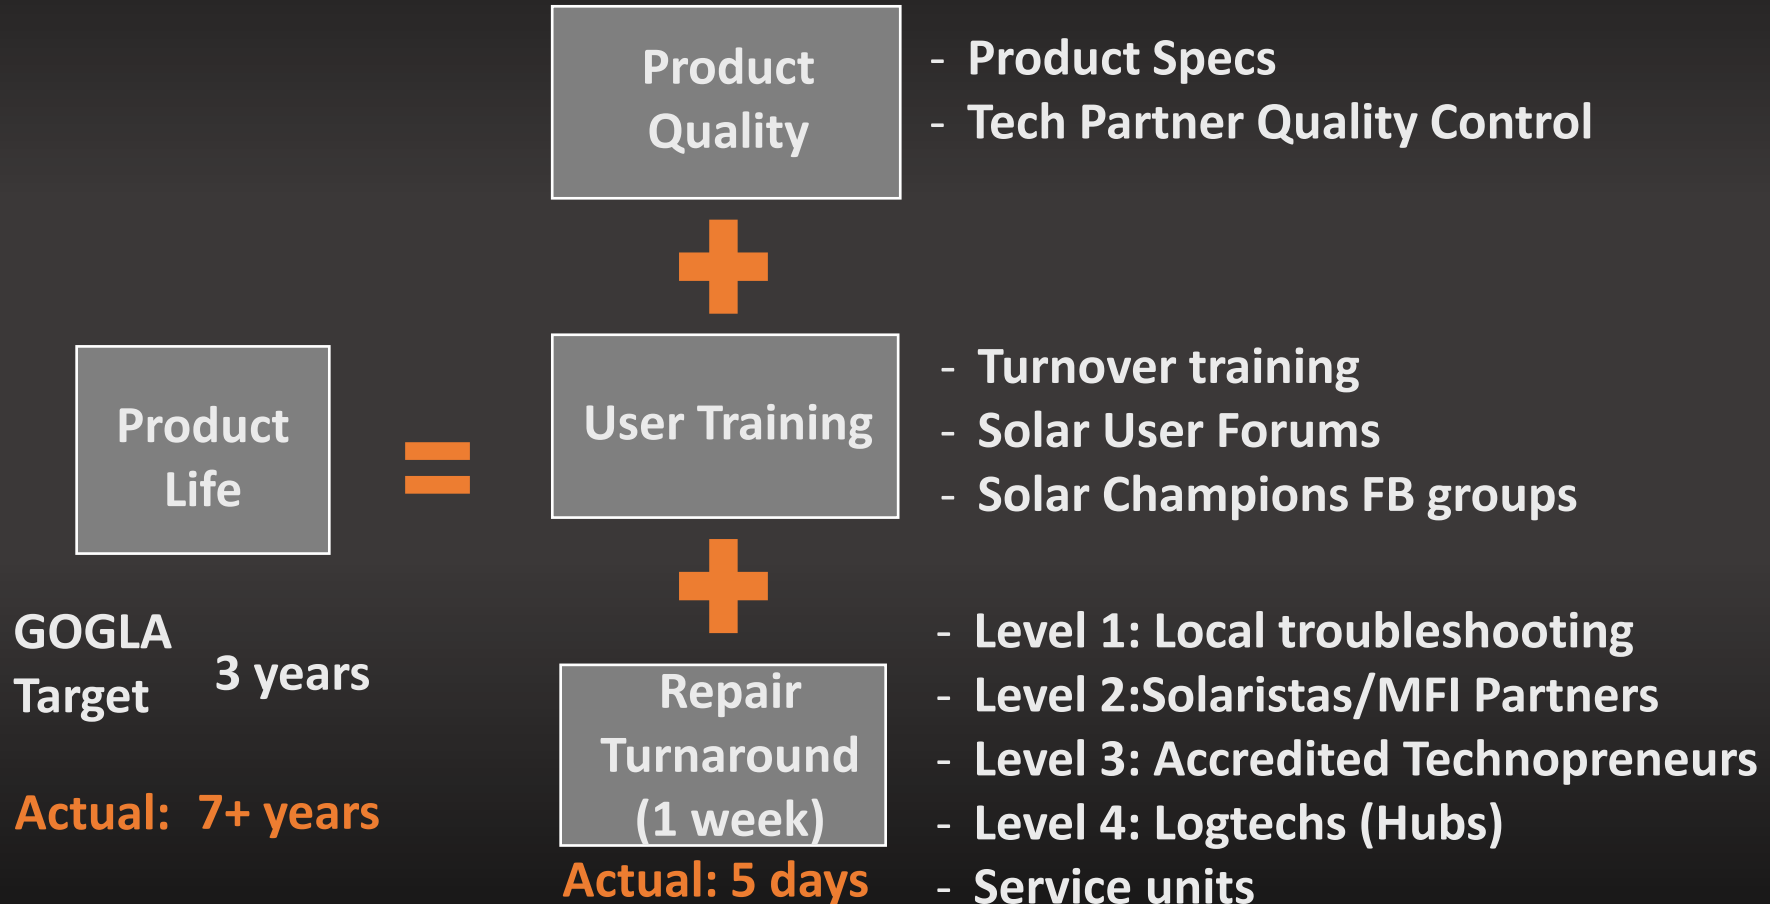 Product
Quality
- Product Specs
- Tech Partner Quality Control
Product
Life
=
User Training
- Turnover training
- Solar User Forums
- Solar Champions FB groups
GOGLA
Target
3 years
Actual: 7+ years
Repair
Turnaround
(1 week)
Actual: 5 days
- Level 1: Local troubleshooting
- Level 2:Solaristas/MFI Partners
- Level 3: Accredited Technopreneurs
- Level 4: Logtechs (Hubs)
- Service units